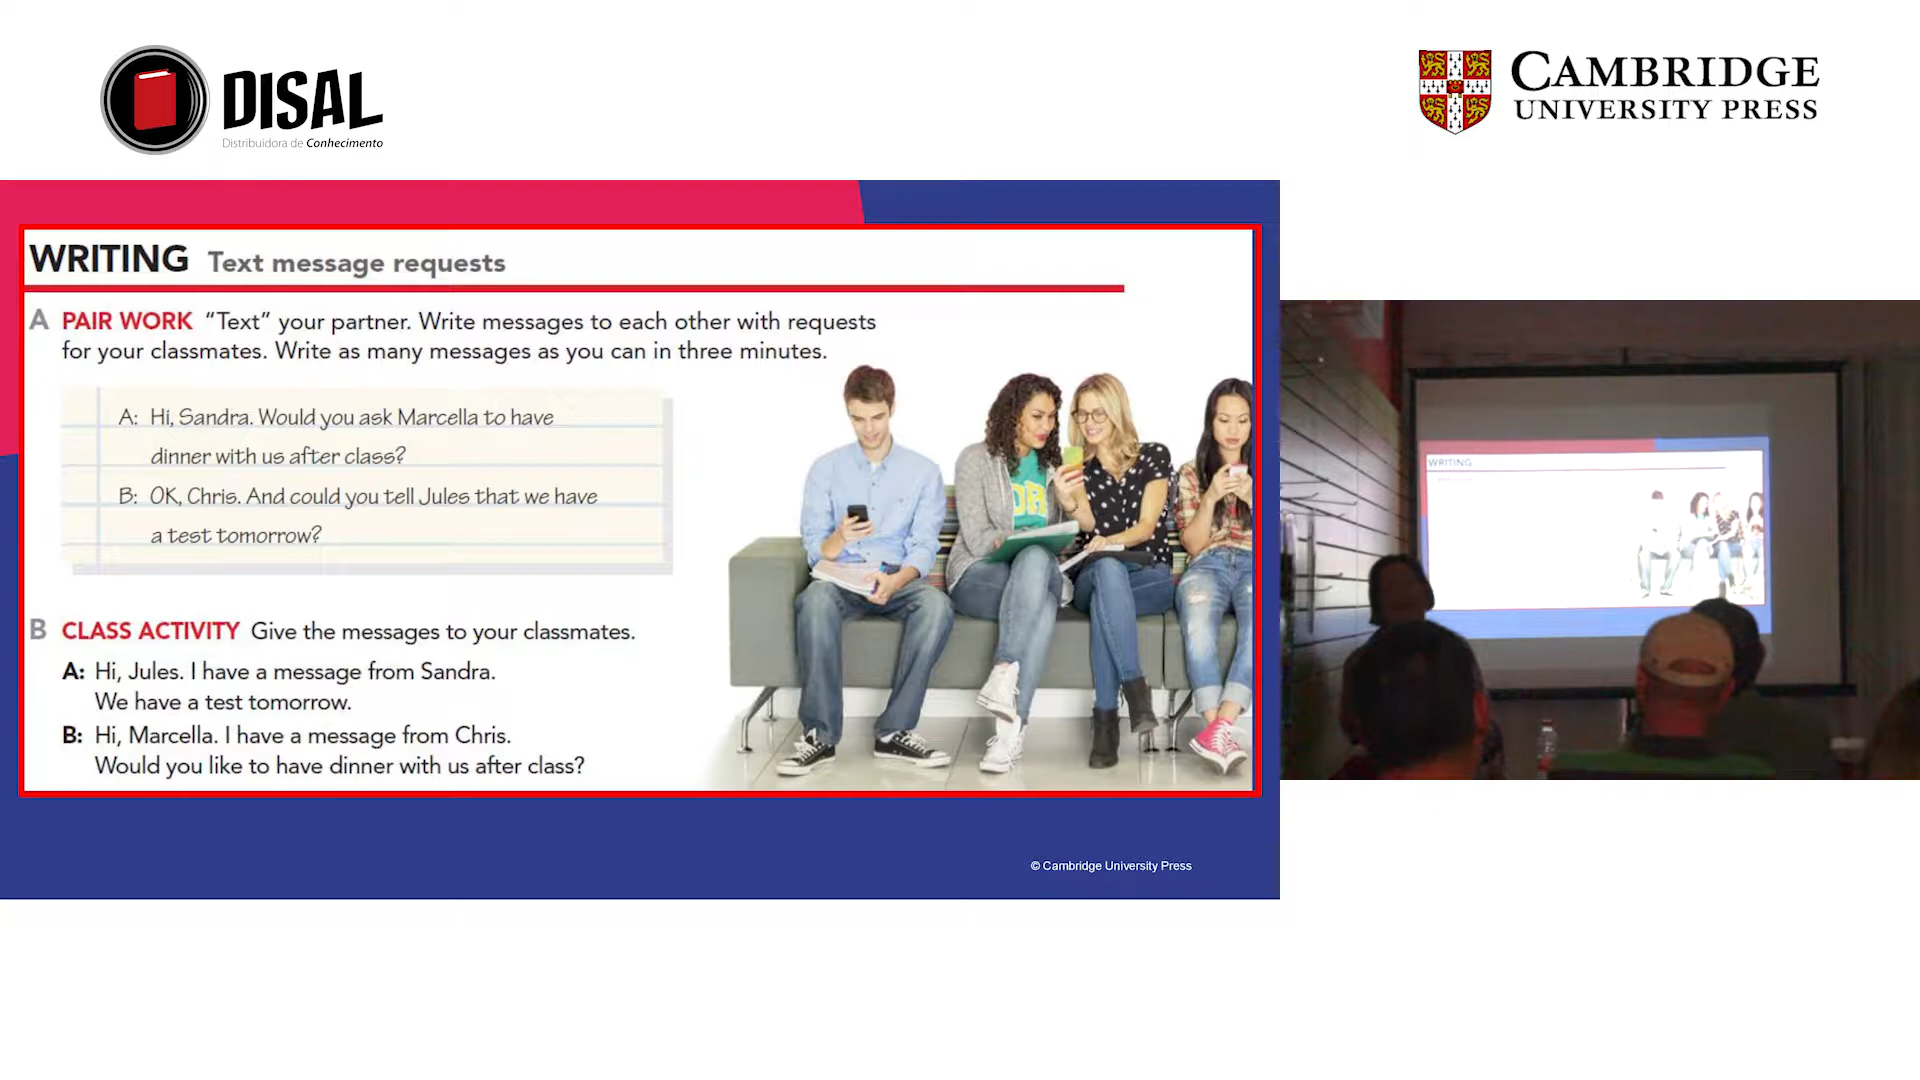 DISAL
Distribuidora de Conhecimento
CAMBRIDGE
UNIVERSITY PRESS
WRITING Text message requests
A PAIR WORK “Text” your partner. Write messages to each other with requests
for your classmates. Write as many messages as you can in three minutes.
A: Hi, Sandra. Would you ask Marcella to have
dinner with us after class?
B: OK, Chris. And could you tell Jules that we have
a test tomorrow?
B CLASS ACTIVITY Give the messages to your classmates.
A: Hi, Jules. I have a message from Sandra.
We have a test tomorrow.
B: Hi, Marcella. I have a message from Chris.
Would you like to have dinner with us after class?
© Cambridge University Press
WRITING